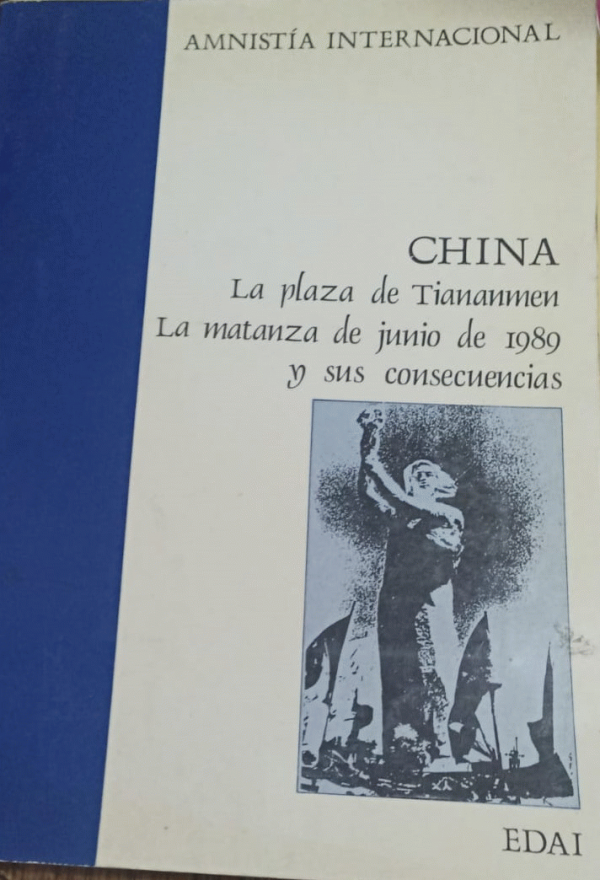 AMNISTÍA INTERNACIONAL
CHINA
La plaza de Tiananmen
La matanza de junio de 1989
y sus consecuencias
EDAI